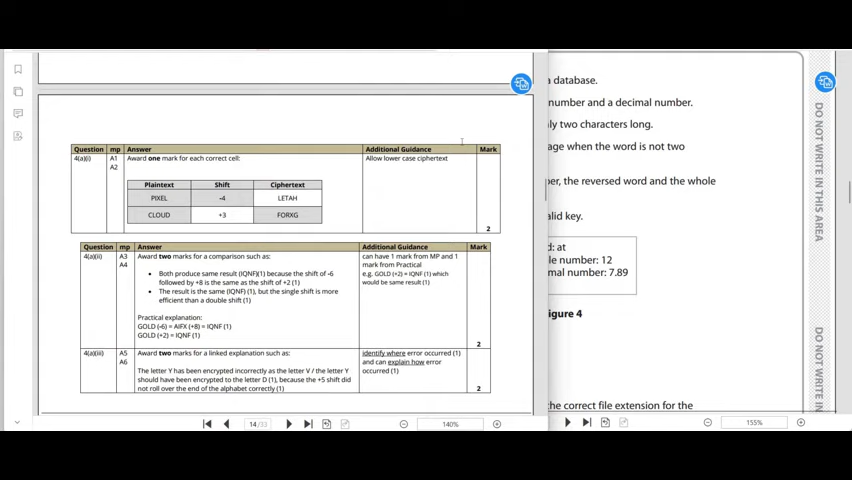 Question mp Answer Additional Guidance Mark
4(a)(i) A1 Award one mark for each correct cell: Allow lower case ciphertext
A2
Plaintext Shift Ciphertext
PIXEL -4 LETAH
CLOUD +3 FORXG
2
Question mp Answer Additional Guidance Mark
4(a)(ii) A3 Award two marks for a comparison such as: can have 1 mark from MP and 1
A4 mark from Practical
• Both produce same result (IQNF)(1) because the shift of -6 e.g. GOLD (+2) = IQNF (1) which
followed by +8 is the same as the shift of +2 (1) would be same result (1)
• The result is the same (IQNF) (1), but the single shift is more
efficient than a double shift (1)
Practical explanation:
GOLD (-6) = AIFX (+8) = IQNF (1)
GOLD (+2) = IQNF (1)
2
4(a)(iii) A5 Award two marks for a linked explanation such as: identify where error occurred (1)
A6 and can explain how error
The letter Y has been encrypted incorrectly as the letter V / the letter Y occurred (1)
should have been encrypted to the letter D (1), because the +5 shift did
not roll over the end of the alphabet correctly (1) 2
14 /33
140%
a database.
number and a decimal number.
ly two characters long.
age when the word is not two
er, the reversed word and the whole
alid key.
d: at
le number: 12
mal number: 7.89
igure 4
the correct file extension for the
155%
DO NOT WRITE IN THIS AREA
DO NOT WRITE IN